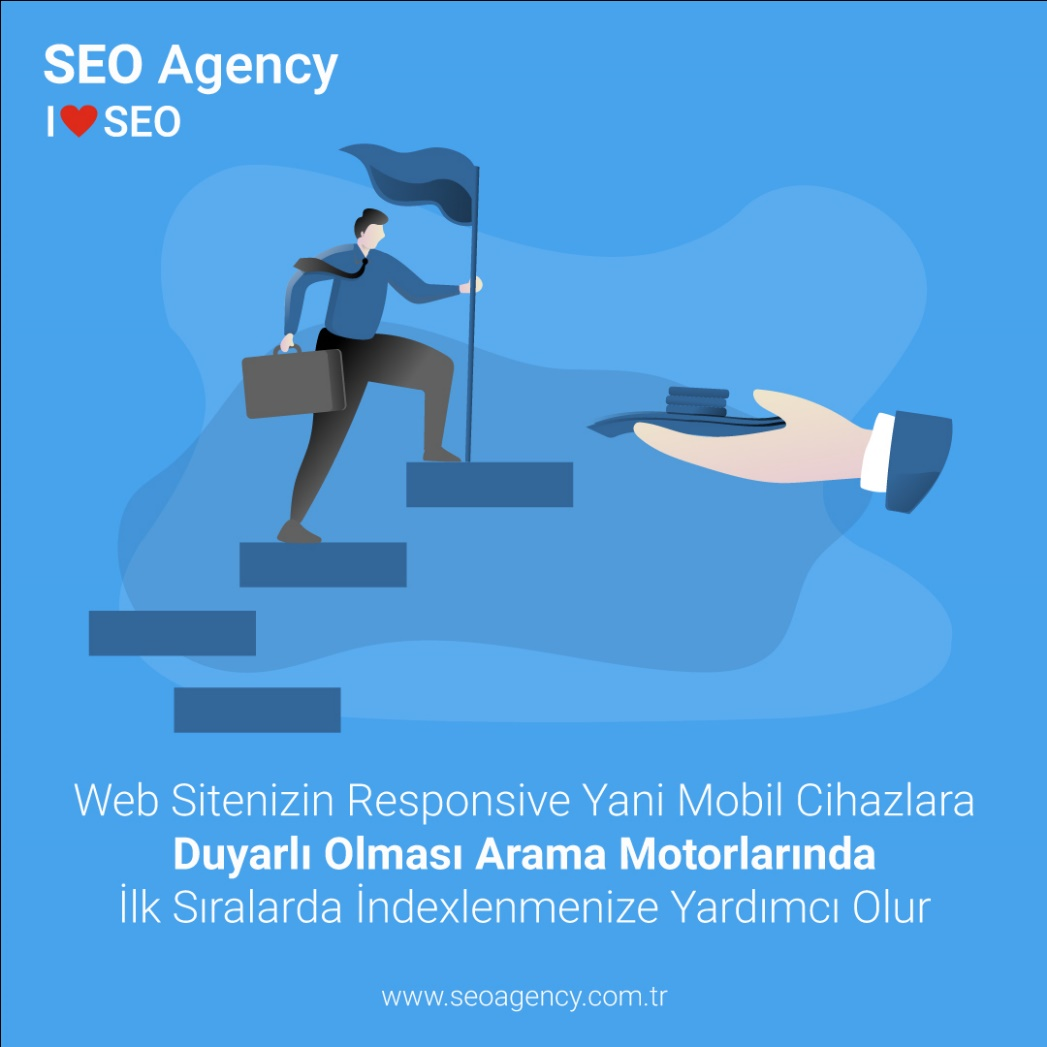 SEO Agency
I❤SEO
Web Sitenizin Responsive Yani Mobil Cihazlara
Duyarlı Olması Arama Motorlarında
İlk Sıralarda İndexlenmenize Yardımcı Olur
www.seoagency.com.tr